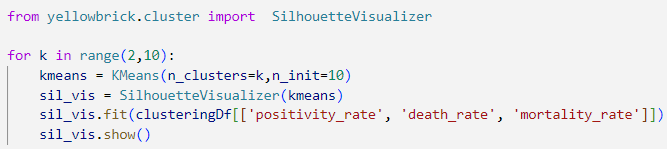 from yellowbrick.cluster import  SilhouetteVisualizer

for k in range(2,10):
    kmeans = KMeans(n_clusters=k,n_init=10)
    sil_vis = SilhouetteVisualizer(kmeans)
    sil_vis.fit(clusteringDf[['positivity_rate', 'death_rate', 'mortality_rate']])
    sil_vis.show()